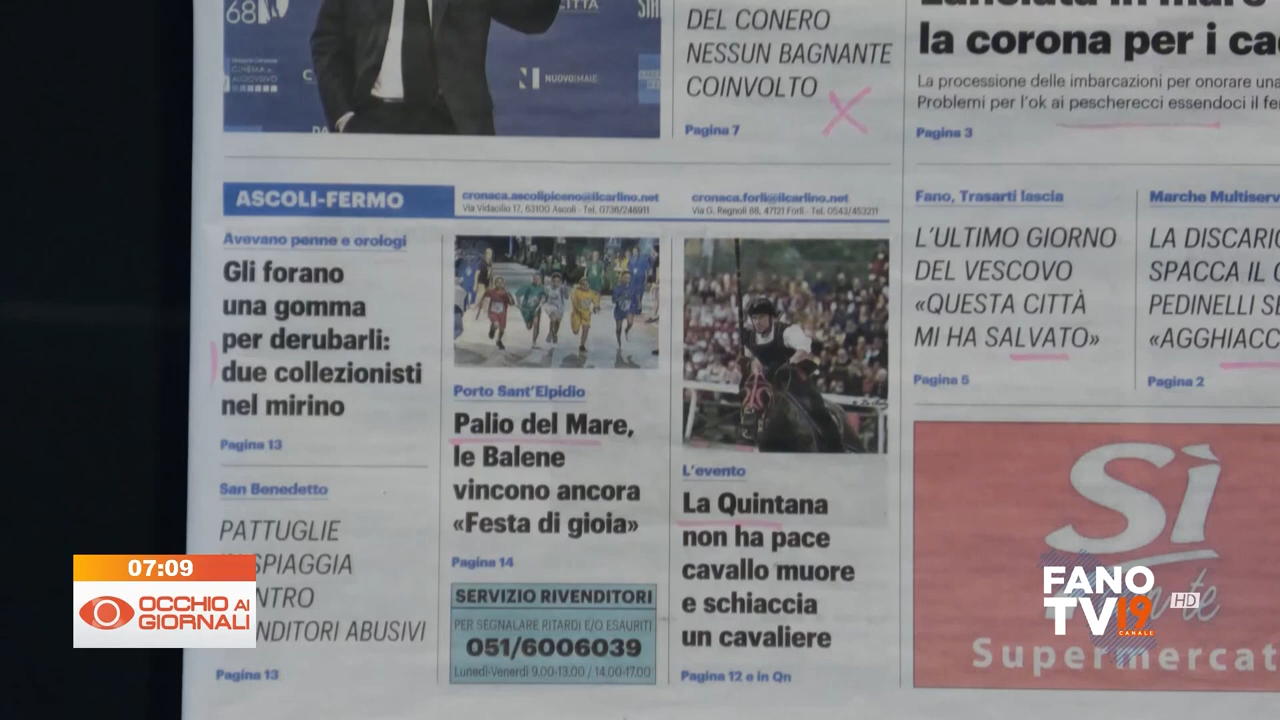 68
DEL CONERO
NESSUN BAGNANTE
COINVOLTO
Pagina 7
la corona per i
La processione delle imbarcazioni per onorare
Problemi per l'ok ai pescherecci essendoci il
Pagina 3
NUOVO IMAIE
ASCOLI-FERMO
cronaca.ascolipiceno@ilcarlino.net
Via Vidacilio 17, 63100 Ascoli - Tel. 0736/246911
cronaca.forli@ilcarlino.net
Via G. Regnoli 88, 47121 Forlì - Tel. 0543/453211
Avevano penne e orologi
Gli forano
una gomma
per derubarli:
due collezionisti
nel mirino
Pagina 13
San Benedetto
PATTUGLIE
SPIAGGIA
VENDITORI ABUSIVI
Pagina 13
Porto Sant'Elpidio
Palio del Mare,
le Balene
vincono ancora
«Festa di gioia»
Pagina 14
SERVIZIO RIVENDITORI
PER SEGNALARE RITARDI E/O ESAURITI
051/6006039
Lunedì-Venerdì 9.00-13.00 / 14.00-17.00
L'evento
La Quintana
non ha pace
cavallo muore
e schiaccia
un cavaliere
Pagina 12 e in Qn
Fano, Trasarti lascia
L'ULTIMO GIORNO
DEL VESCOVO
«QUESTA CITTÀ
MI HA SALVATO»
Pagina 5
Marche Multiserv
LA DISCARIC
SPACCA IL
PEDINELLI
«AGGHIACC
Pagina 2
Sì
Supermercat
07:09
OCCHIO AI
GIORNALI
FANO
TV19
CANALE
HD